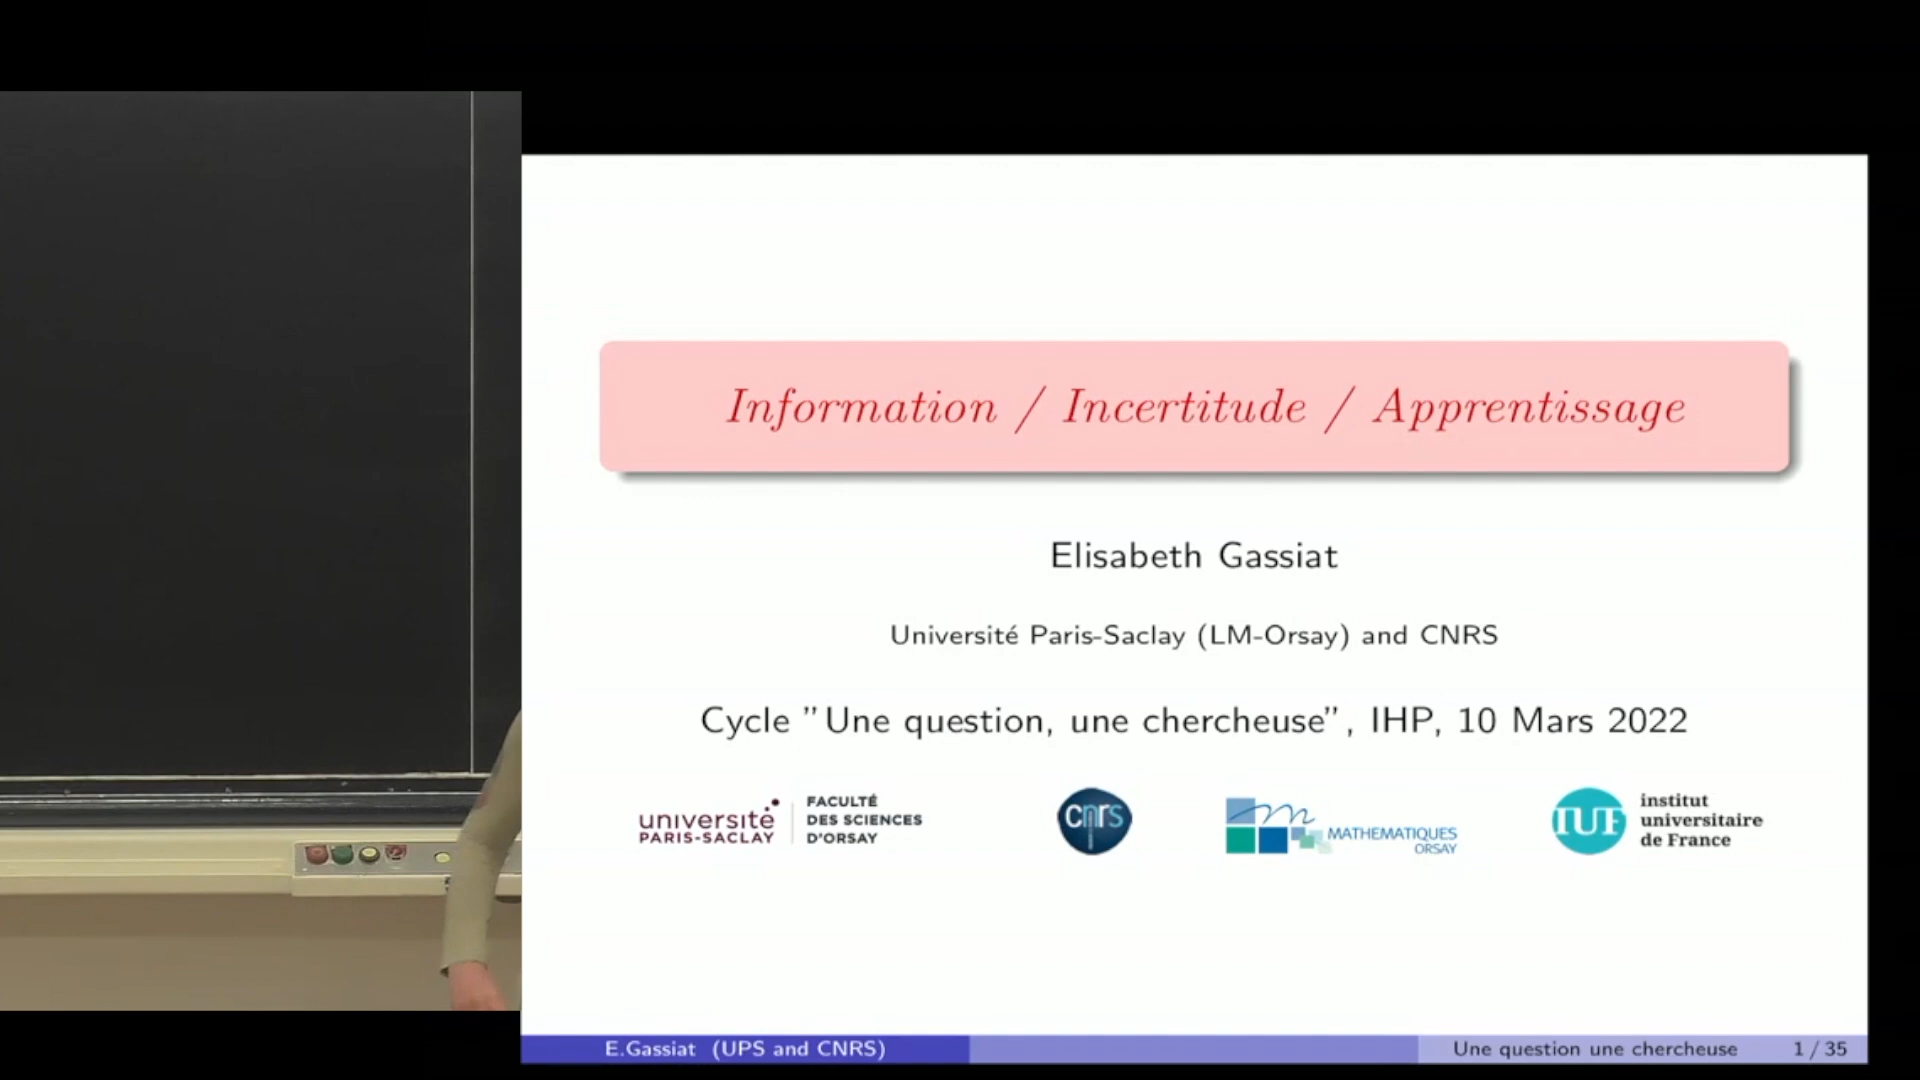 Information / Incertitude / Apprentissage
Elisabeth Gassiat
Université Paris-Saclay (LM-Orsay) and CNRS
Cycle "Une question, une chercheuse", IHP, 10 Mars 2022
université
PARIS-SACLAY
FACULTÉ
DES SCIENCES
D'ORSAY
cnrs
MATHEMATIQUES
ORSAY
IUF
institut
universitaire
de France
E.Gassiat (UPS and CNRS)
Une question une chercheuse
1 / 35